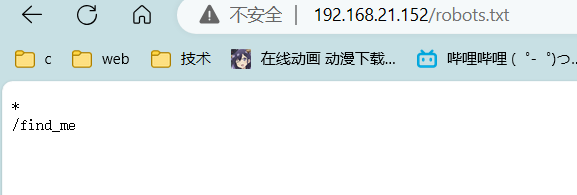 不安全 | 192.168.21.152/robots.txt
c web 技术 在线动画 动漫下载... 哔哩哔哩 (゜-゜)つ...
*
/find_me